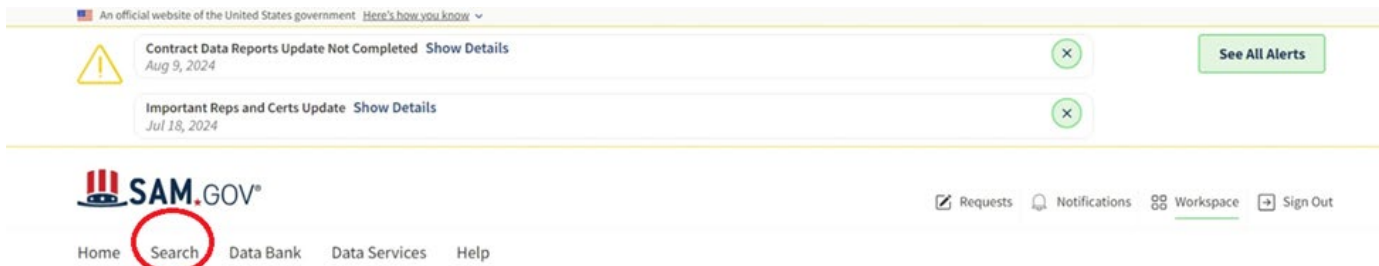 An official website of the United States government Here's how you know
Contract Data Reports Update Not Completed Show Details
Aug 9, 2024
See All Alerts
Important Reps and Certs Update Show Details
Jul 18, 2024
SAM.GOV®
Requests Notifications Workspace Sign Out
Home Search Data Bank Data Services Help